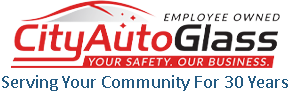 EMPLOYEE OWNED
CityAutoGlass
YOUR SAFETY. OUR BUSINESS.
Serving Your Community For 30 Years